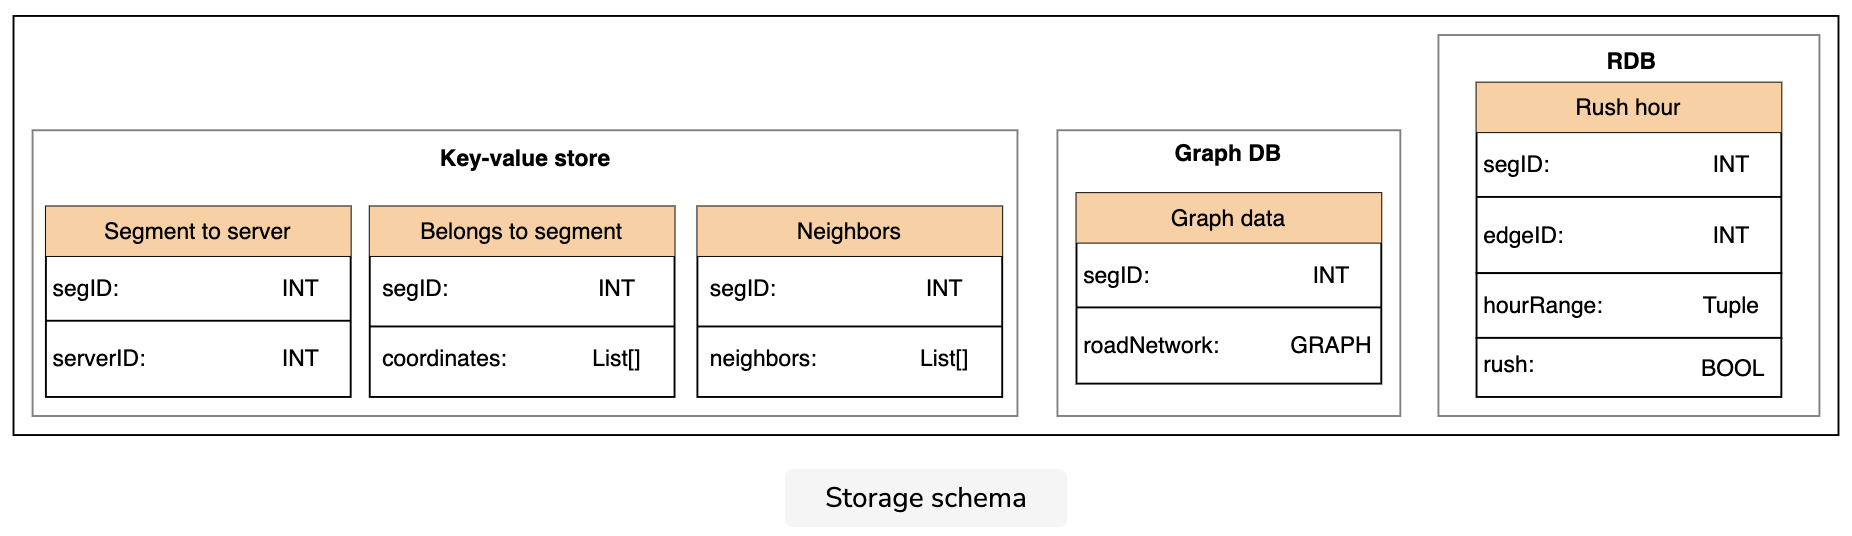 Key-value store
Segment to server
segID: INT
serverID: INT
Belongs to segment
segID: INT
coordinates: List[]
Neighbors
segID: INT
neighbors: List[]
Graph DB
Graph data
segID: INT
roadNetwork: GRAPH
RDB
Rush hour
segID: INT
edgeID: INT
hourRange: Tuple
rush: BOOL
Storage schema